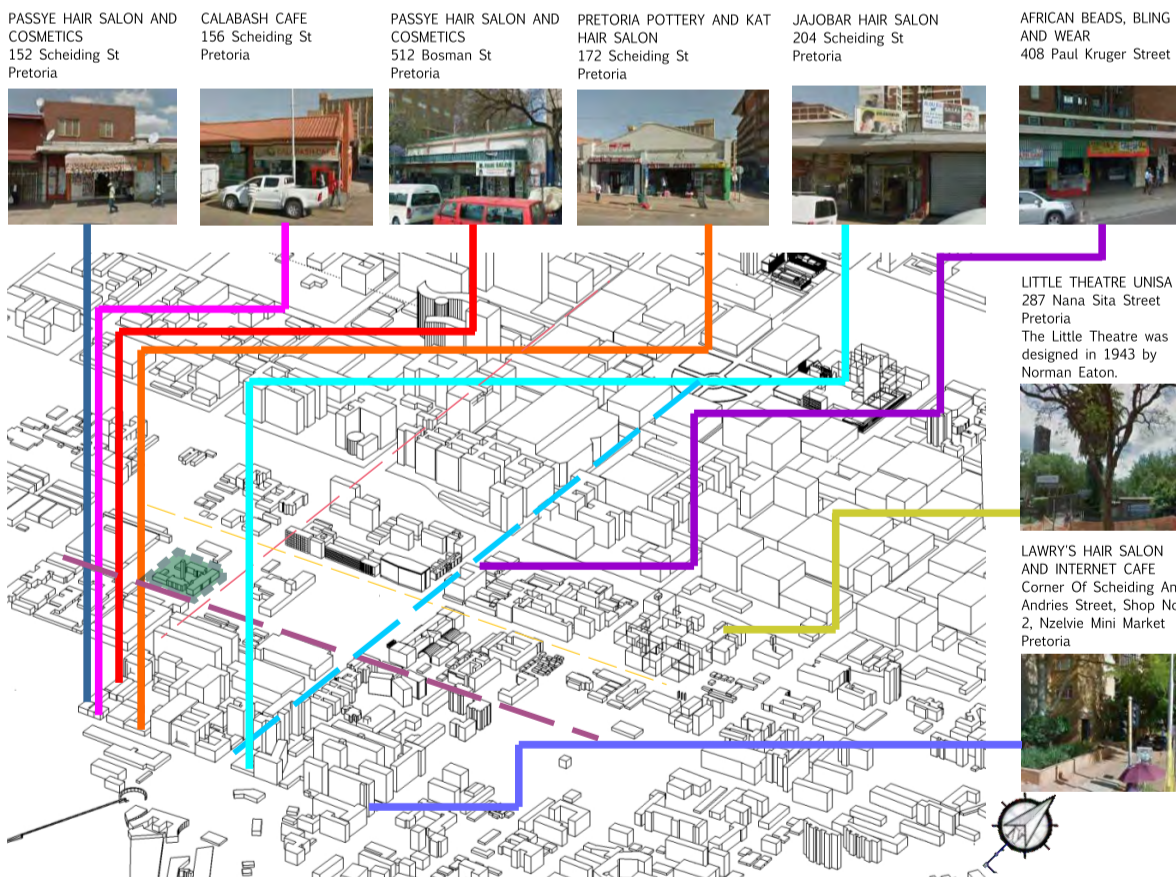 PASSYE HAIR SALON AND
COSMETICS
152 Scheiding St
Pretoria
CALABASH CAFE
156 Scheiding St
Pretoria
PASSYE HAIR SALON AND
COSMETICS
512 Bosman St
Pretoria
PRETORIA POTTERY AND KAT
HAIR SALON
172 Scheiding St
Pretoria
JAJOBAR HAIR SALON
204 Scheiding St
Pretoria
AFRICAN BEADS, BLING
AND WEAR
408 Paul Kruger Street
HAIR SALON
LITTLE THEATRE UNISA
287 Nana Sita Street
Pretoria
The Little Theatre was
designed in 1943 by
Norman Eaton.
LAWRY'S HAIR SALON
AND INTERNET CAFE
Corner Of Scheiding An
Andries Street, Shop No
2, Nzelvie Mini Market
Pretoria